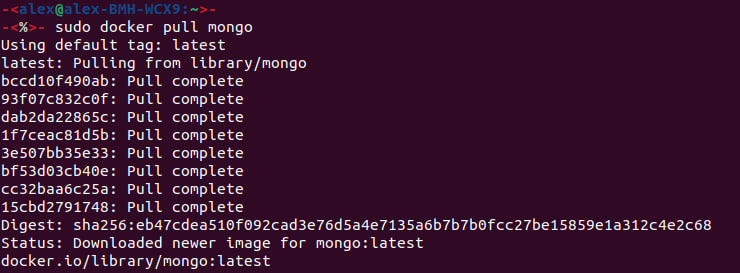 -<alex@alex-BMH-WCX9:~>-
-<%>- sudo docker pull mongo
Using default tag: latest
latest: Pulling from library/mongo
bccd10f490ab: Pull complete
93f07c832c0f: Pull complete
dab2da22865c: Pull complete
1f7ceac81d5b: Pull complete
3e507bb35e33: Pull complete
bf53d03cb40e: Pull complete
cc32baa6c25a: Pull complete
15cbd2791748: Pull complete
Digest: sha256:eb47cdea510f092cad3e76d5a4e7135a6b7b7b0fcc27be15859e1a312c4e2c68
Status: Downloaded newer image for mongo:latest
docker.io/library/mongo:latest